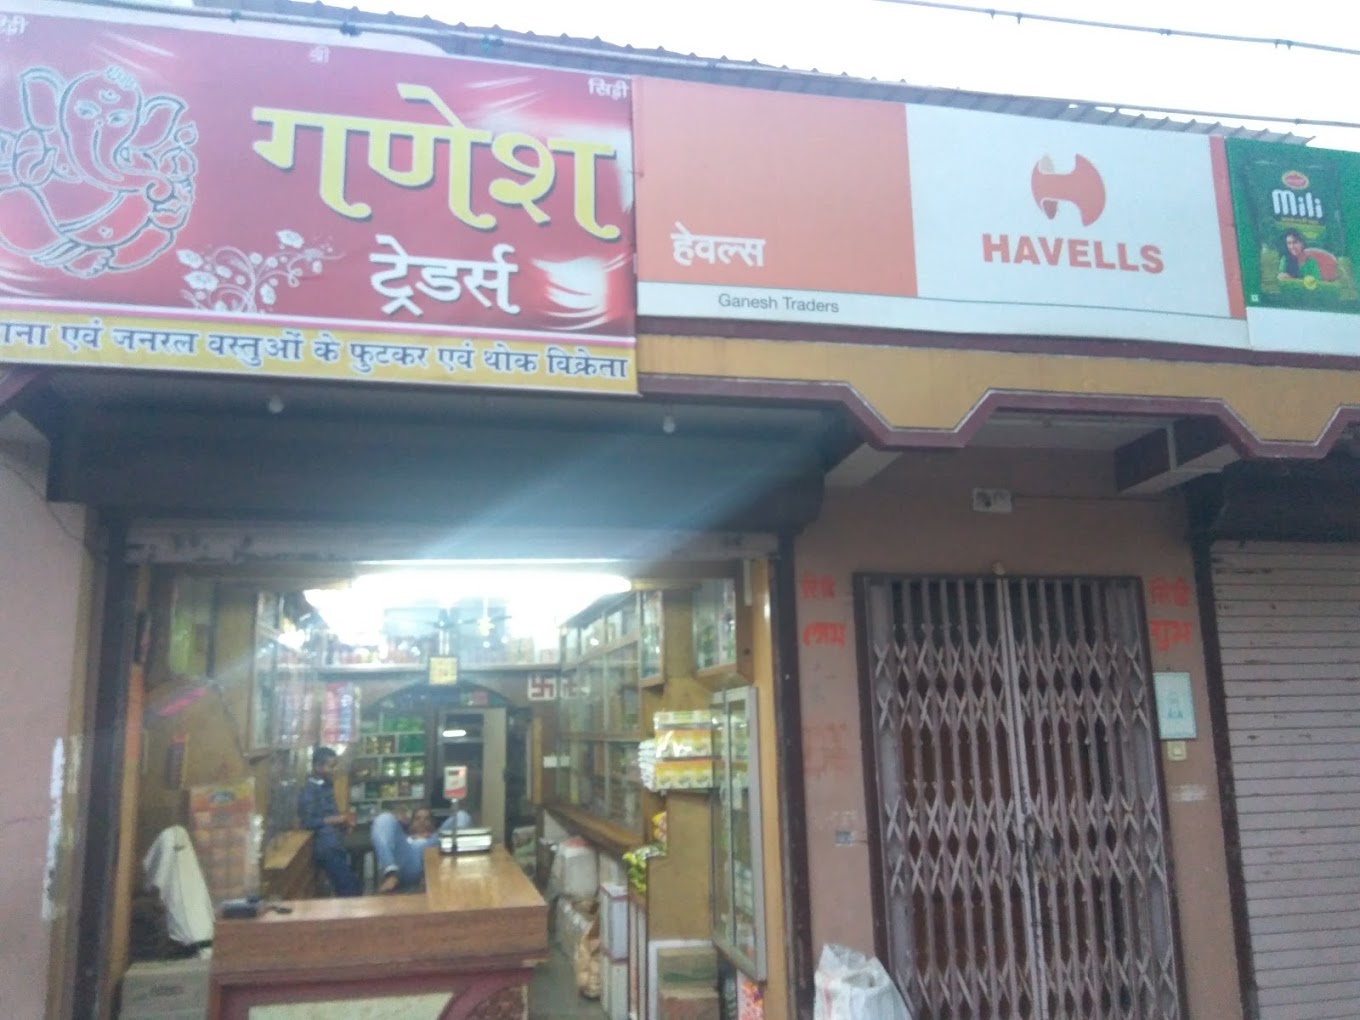 श्री
सिद्धी
गणेश
ट्रेडर्स
एवं जनरल वस्तुओं के फुटकर एवं थोक विक्रेता
हेवल्स
Ganesh Traders
HAVELLS
Mili
शुभ